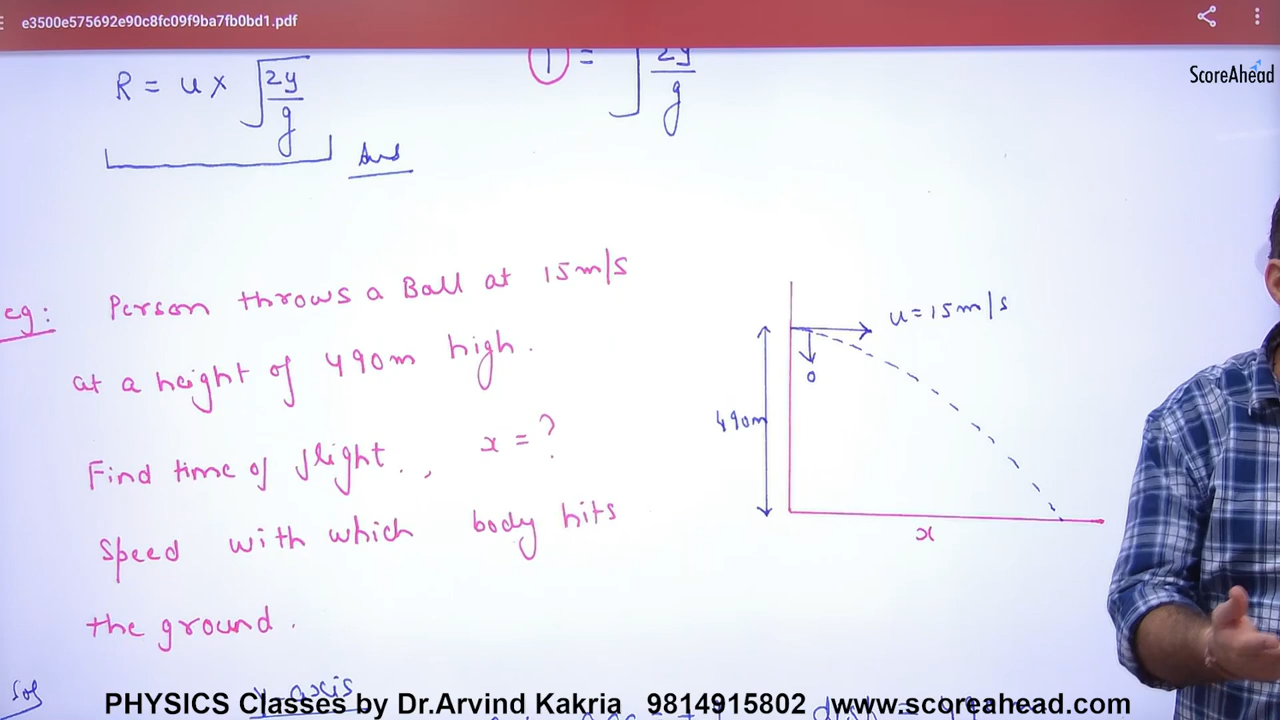 e3500e575692e90c8fc09f9ba7fb0bd1.pdf
ScoreAhead
R = u × √2y/g
T = √2y/g
Ans
eg: Person throws a Ball at 15m/s
at a height of 490m high.
Find time of flight., x = ?
Speed with which body hits
the ground.
u = 15m/s
0
490m
x
Sol
Y-axis
PHYSICS Classes by Dr.Arvind Kakria 9814915802 www.scoreahead.com